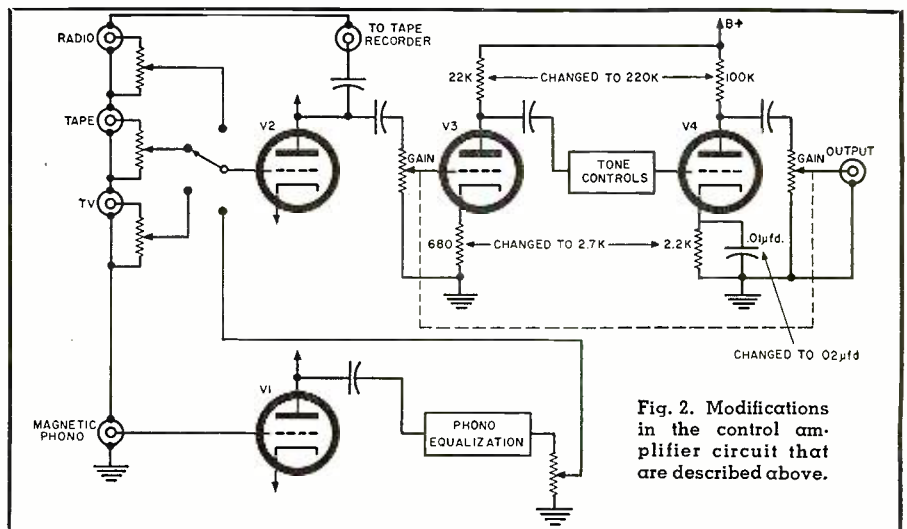 RADIO
TO TAPE
RECORDER
B+
22K
CHANGED TO 220K
100K
TAPE
V2
V3
V4
GAIN
TONE
CONTROLS
GAIN
OUTPUT
TV
680
CHANGED TO 2.7K
2.2K
.01µfd.
CHANGED TO .02µfd
V1
MAGNETIC
PHONO
PHONO
EQUALIZATION
Fig. 2. Modifications
in the control am-
plifier circuit that
are described above.